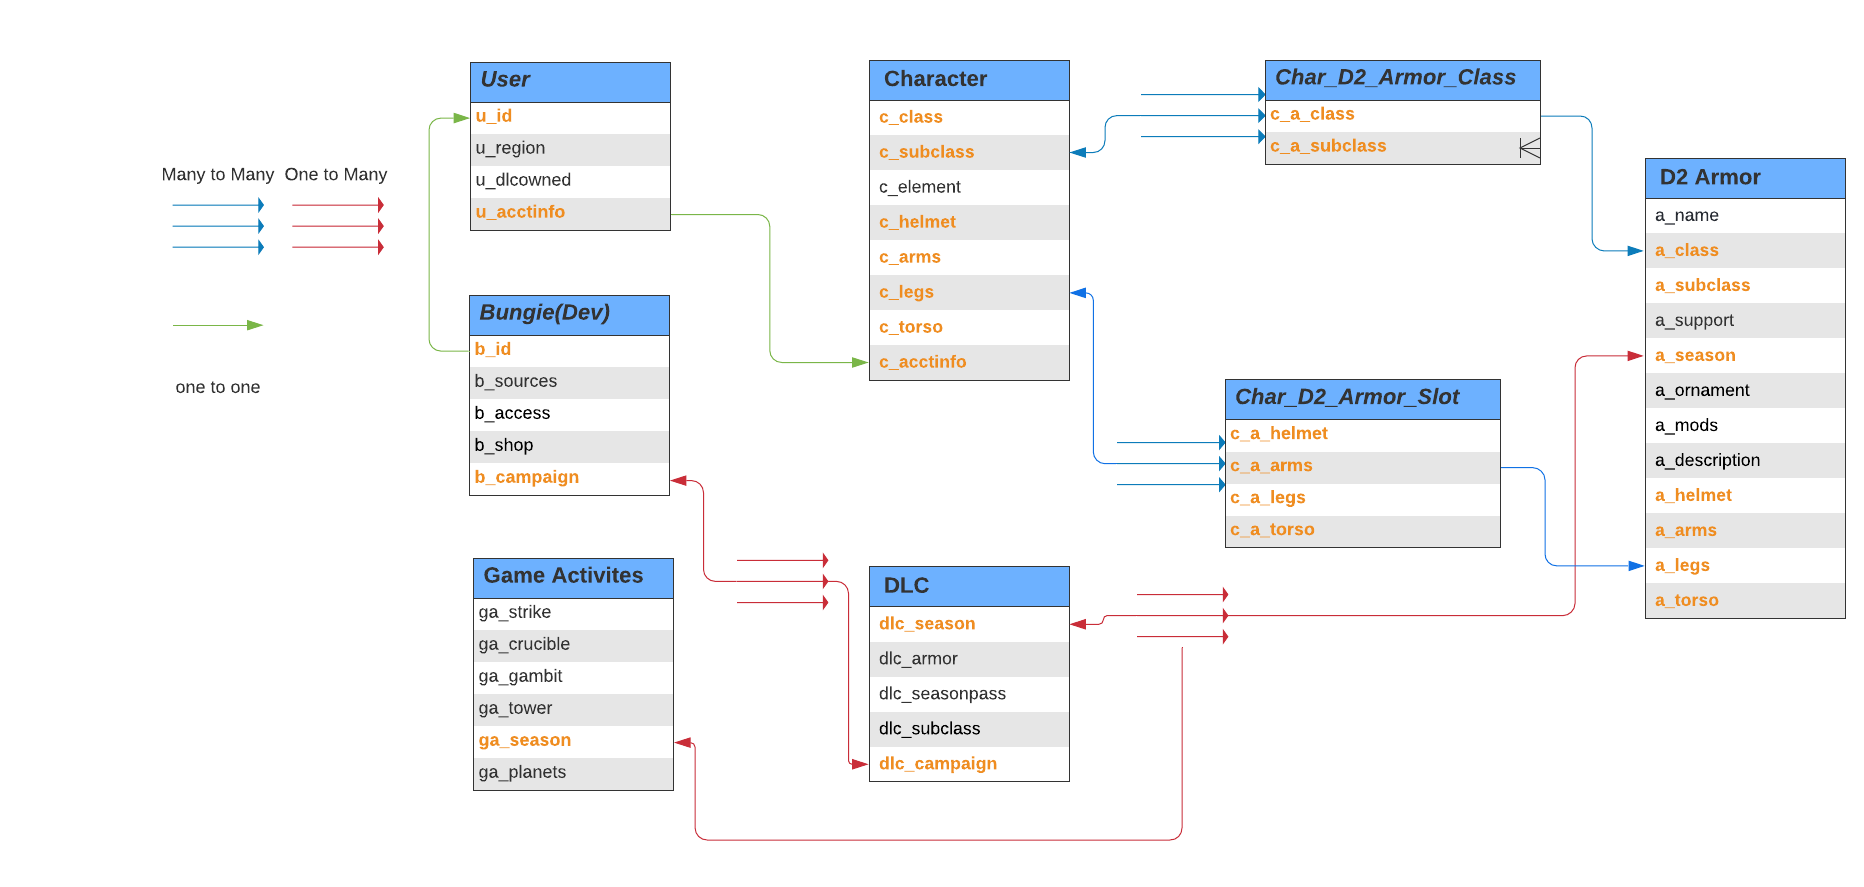 Many to Many
One to Many
one to one
User
u_id
u_region
u_dlcowned
u_acctinfo
Bungie(Dev)
b_id
b_sources
b_access
b_shop
b_campaign
Game Activites
ga_strike
ga_crucible
ga_gambit
ga_tower
ga_season
ga_planets
Character
c_class
c_subclass
c_element
c_helmet
c_arms
c_legs
c_torso
c_acctinfo
DLC
dlc_season
dlc_armor
dlc_seasonpass
dlc_subclass
dlc_campaign
Char_D2_Armor_Class
c_a_class
c_a_subclass
Char_D2_Armor_Slot
c_a_helmet
c_a_arms
c_a_legs
c_a_torso
D2 Armor
a_name
a_class
a_subclass
a_support
a_season
a_ornament
a_mods
a_description
a_helmet
a_arms
a_legs
a_torso